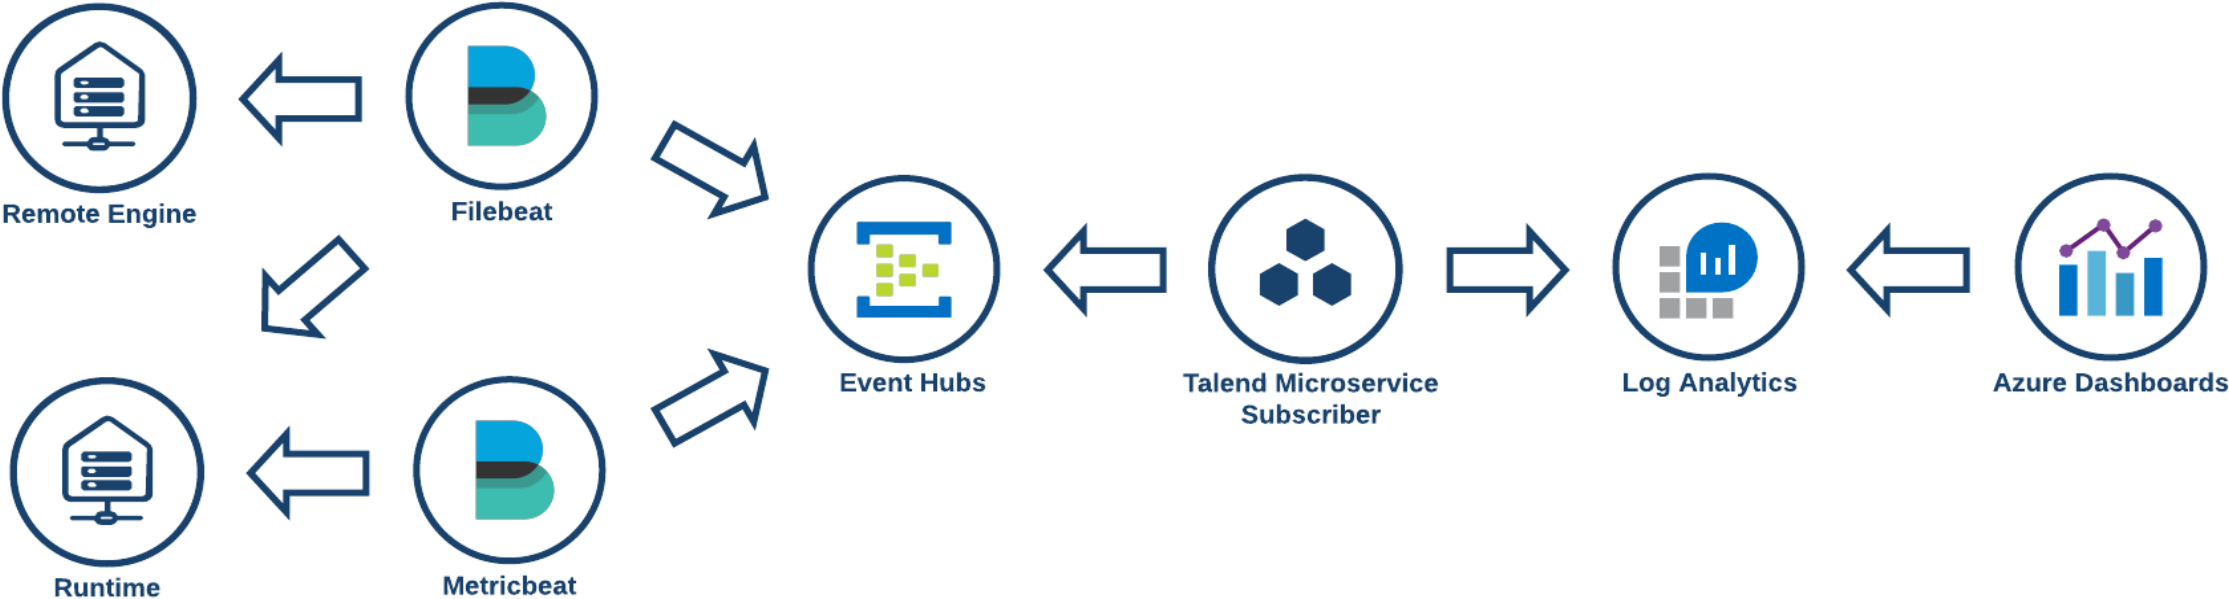 Remote Engine
Filebeat
Event Hubs
Talend Microservice
Subscriber
Log Analytics
Azure Dashboards
Runtime
Metricbeat